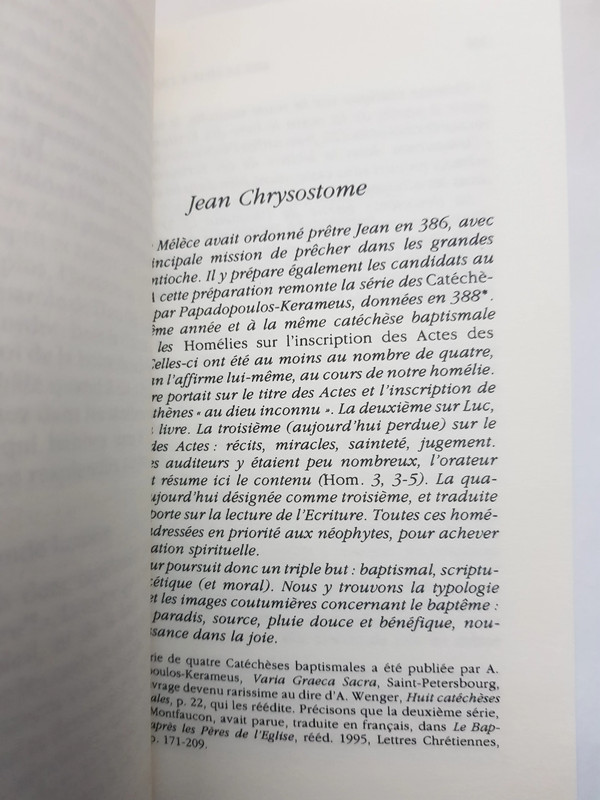 Jean Chrysostome
Mélèce avait ordonné prêtre Jean en 386, avec
principale mission de prêcher dans les grandes
ntioche. Il y prépare également les candidats au
cette préparation remonte la série des Catéchè-
par Papadopoulos-Kerameus, données en 388*.
ême année et à la même catéchèse baptismale
les Homélies sur l'inscription des Actes des
Celles-ci ont été au moins au nombre de quatre,
an l'affirme lui-même, au cours de notre homélie.
re portait sur le titre des Actes et l'inscription de
thènes « au dieu inconnu ». La deuxième sur Luc,
livre. La troisième (aujourd'hui perdue) sur le
des Actes : récits, miracles, sainteté, jugement.
es auditeurs y étaient peu nombreux, l'orateur
t résume ici le contenu (Hom. 3, 3-5). La qua-
ujourd'hui désignée comme troisième, et traduite
porte sur la lecture de l'Ecriture. Toutes ces homé-
adressées en priorité aux néophytes, pour achever
ation spirituelle.
ur poursuit donc un triple but : baptismal, scriptu-
étique (et moral). Nous y trouvons la typologie
et les images coutumières concernant le baptême :
paradis, source, pluie douce et bénéfique, nou-
ssance dans la joie.
rie de quatre Catéchèses baptismales a été publiée par A.
poulos-Kerameus, Varia Graeca Sacra, Saint-Petersbourg,
vrage devenu rarissime au dire d'A. Wenger, Huit catéchèses
ales, p. 22, qui les réédite. Précisons que la deuxième série,
Montfaucon, avait parue, traduite en français, dans Le Bap-
après les Pères de l'Eglise, rééd. 1995, Lettres Chrétiennes,
p. 171-209.